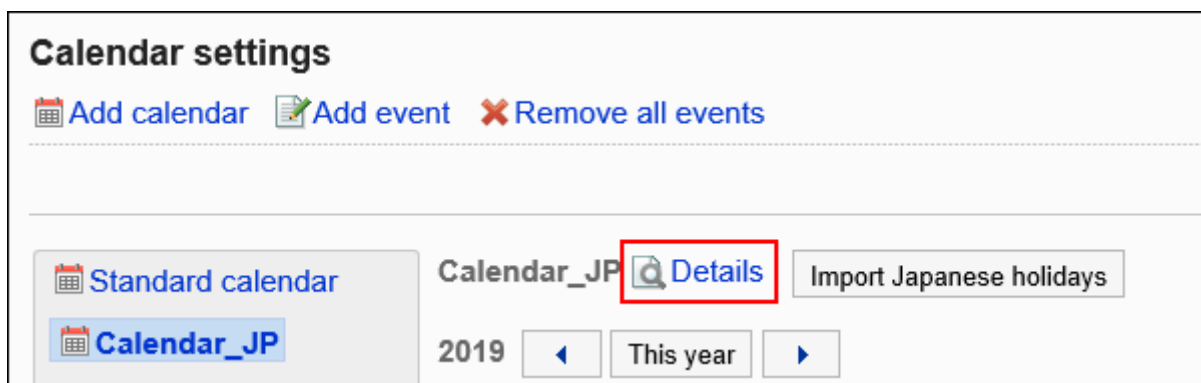 Calendar settings
Add calendar Add event Remove all events
Standard calendar
Calendar_JP
Calendar_JP Details Import Japanese holidays
2019 This year